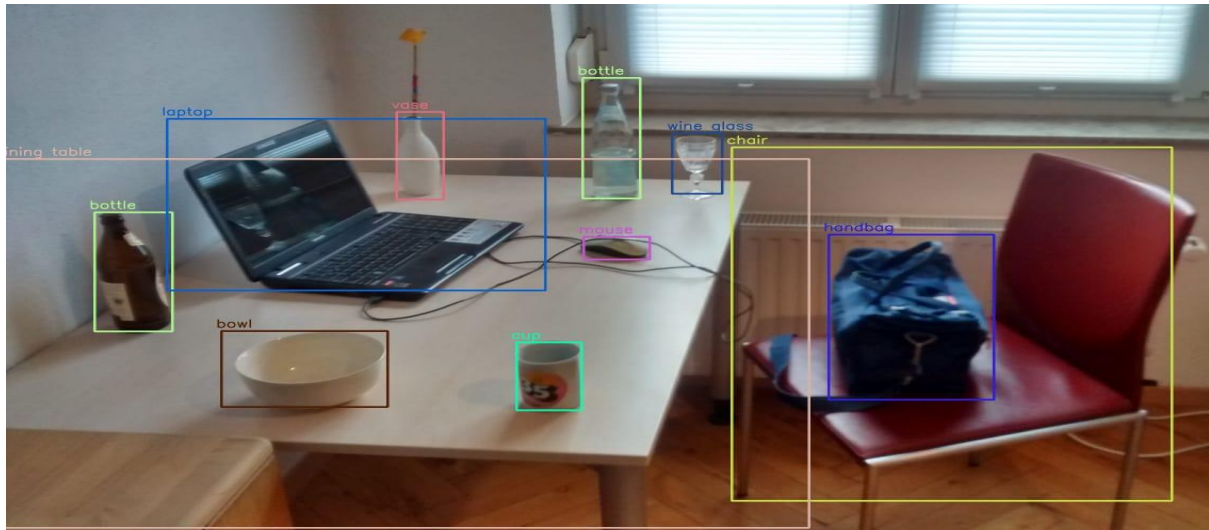 bottle
laptop
vase
wine glass
chair
ining table
bottle
mouse
handbag
bowl
cup